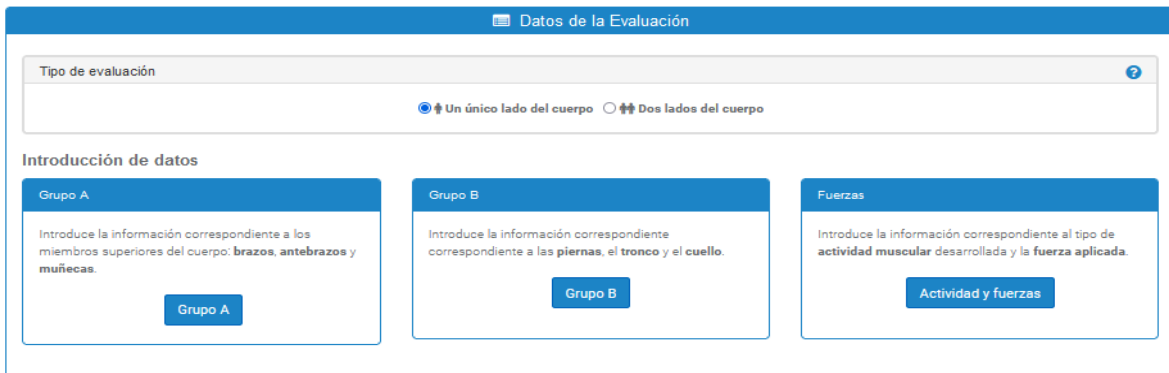 Datos de la Evaluación
Tipo de evaluación
Un único lado del cuerpo Dos lados del cuerpo
Introducción de datos
Grupo A
Introduce la información correspondiente a los
miembros superiores del cuerpo: brazos, antebrazos y
muñecas.
Grupo A
Grupo B
Introduce la información correspondiente
correspondiente a las piernas, el tronco y el cuello.
Grupo B
Fuerzas
Introduce la información correspondiente al tipo de
actividad muscular desarrollada y la fuerza aplicada.
Actividad y fuerzas